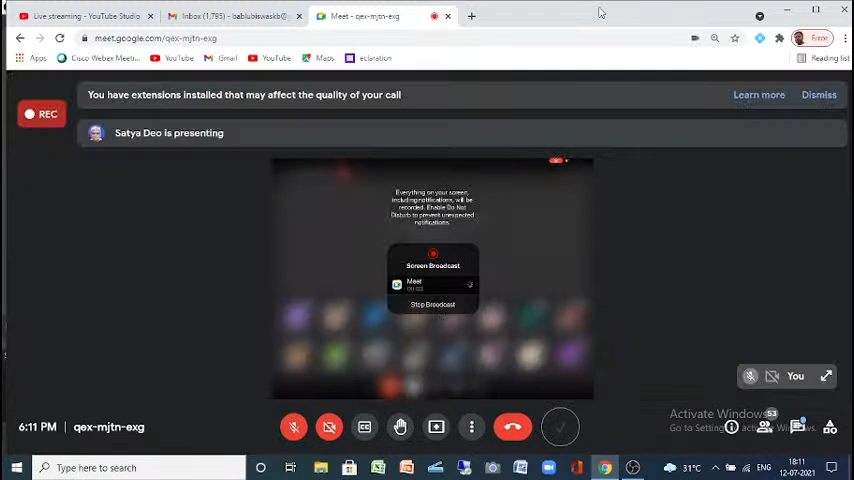 Live streaming - YouTube Studio
Inbox (1,795) - bablubiswaskb@
Meet - qex-mjtn-exg
meet.google.com/qex-mjtn-exg
Error
Apps
Cisco Webex Meeti...
YouTube
Gmail
YouTube
Maps
eclaration
Reading list
You have extensions installed that may affect the quality of your call
Learn more
Dismiss
REC
Satya Deo is presenting
Everything on your screen,
including notifications, will be
recorded. Enable Do Not
Disturb to prevent unexpected
notifications.
Screen Broadcast
Meet
Stop Broadcast
You
6:11 PM | qex-mjtn-exg
53
Activate Windows
Go to Setting
Type here to search
31°C
ENG
18:11
12-07-2021